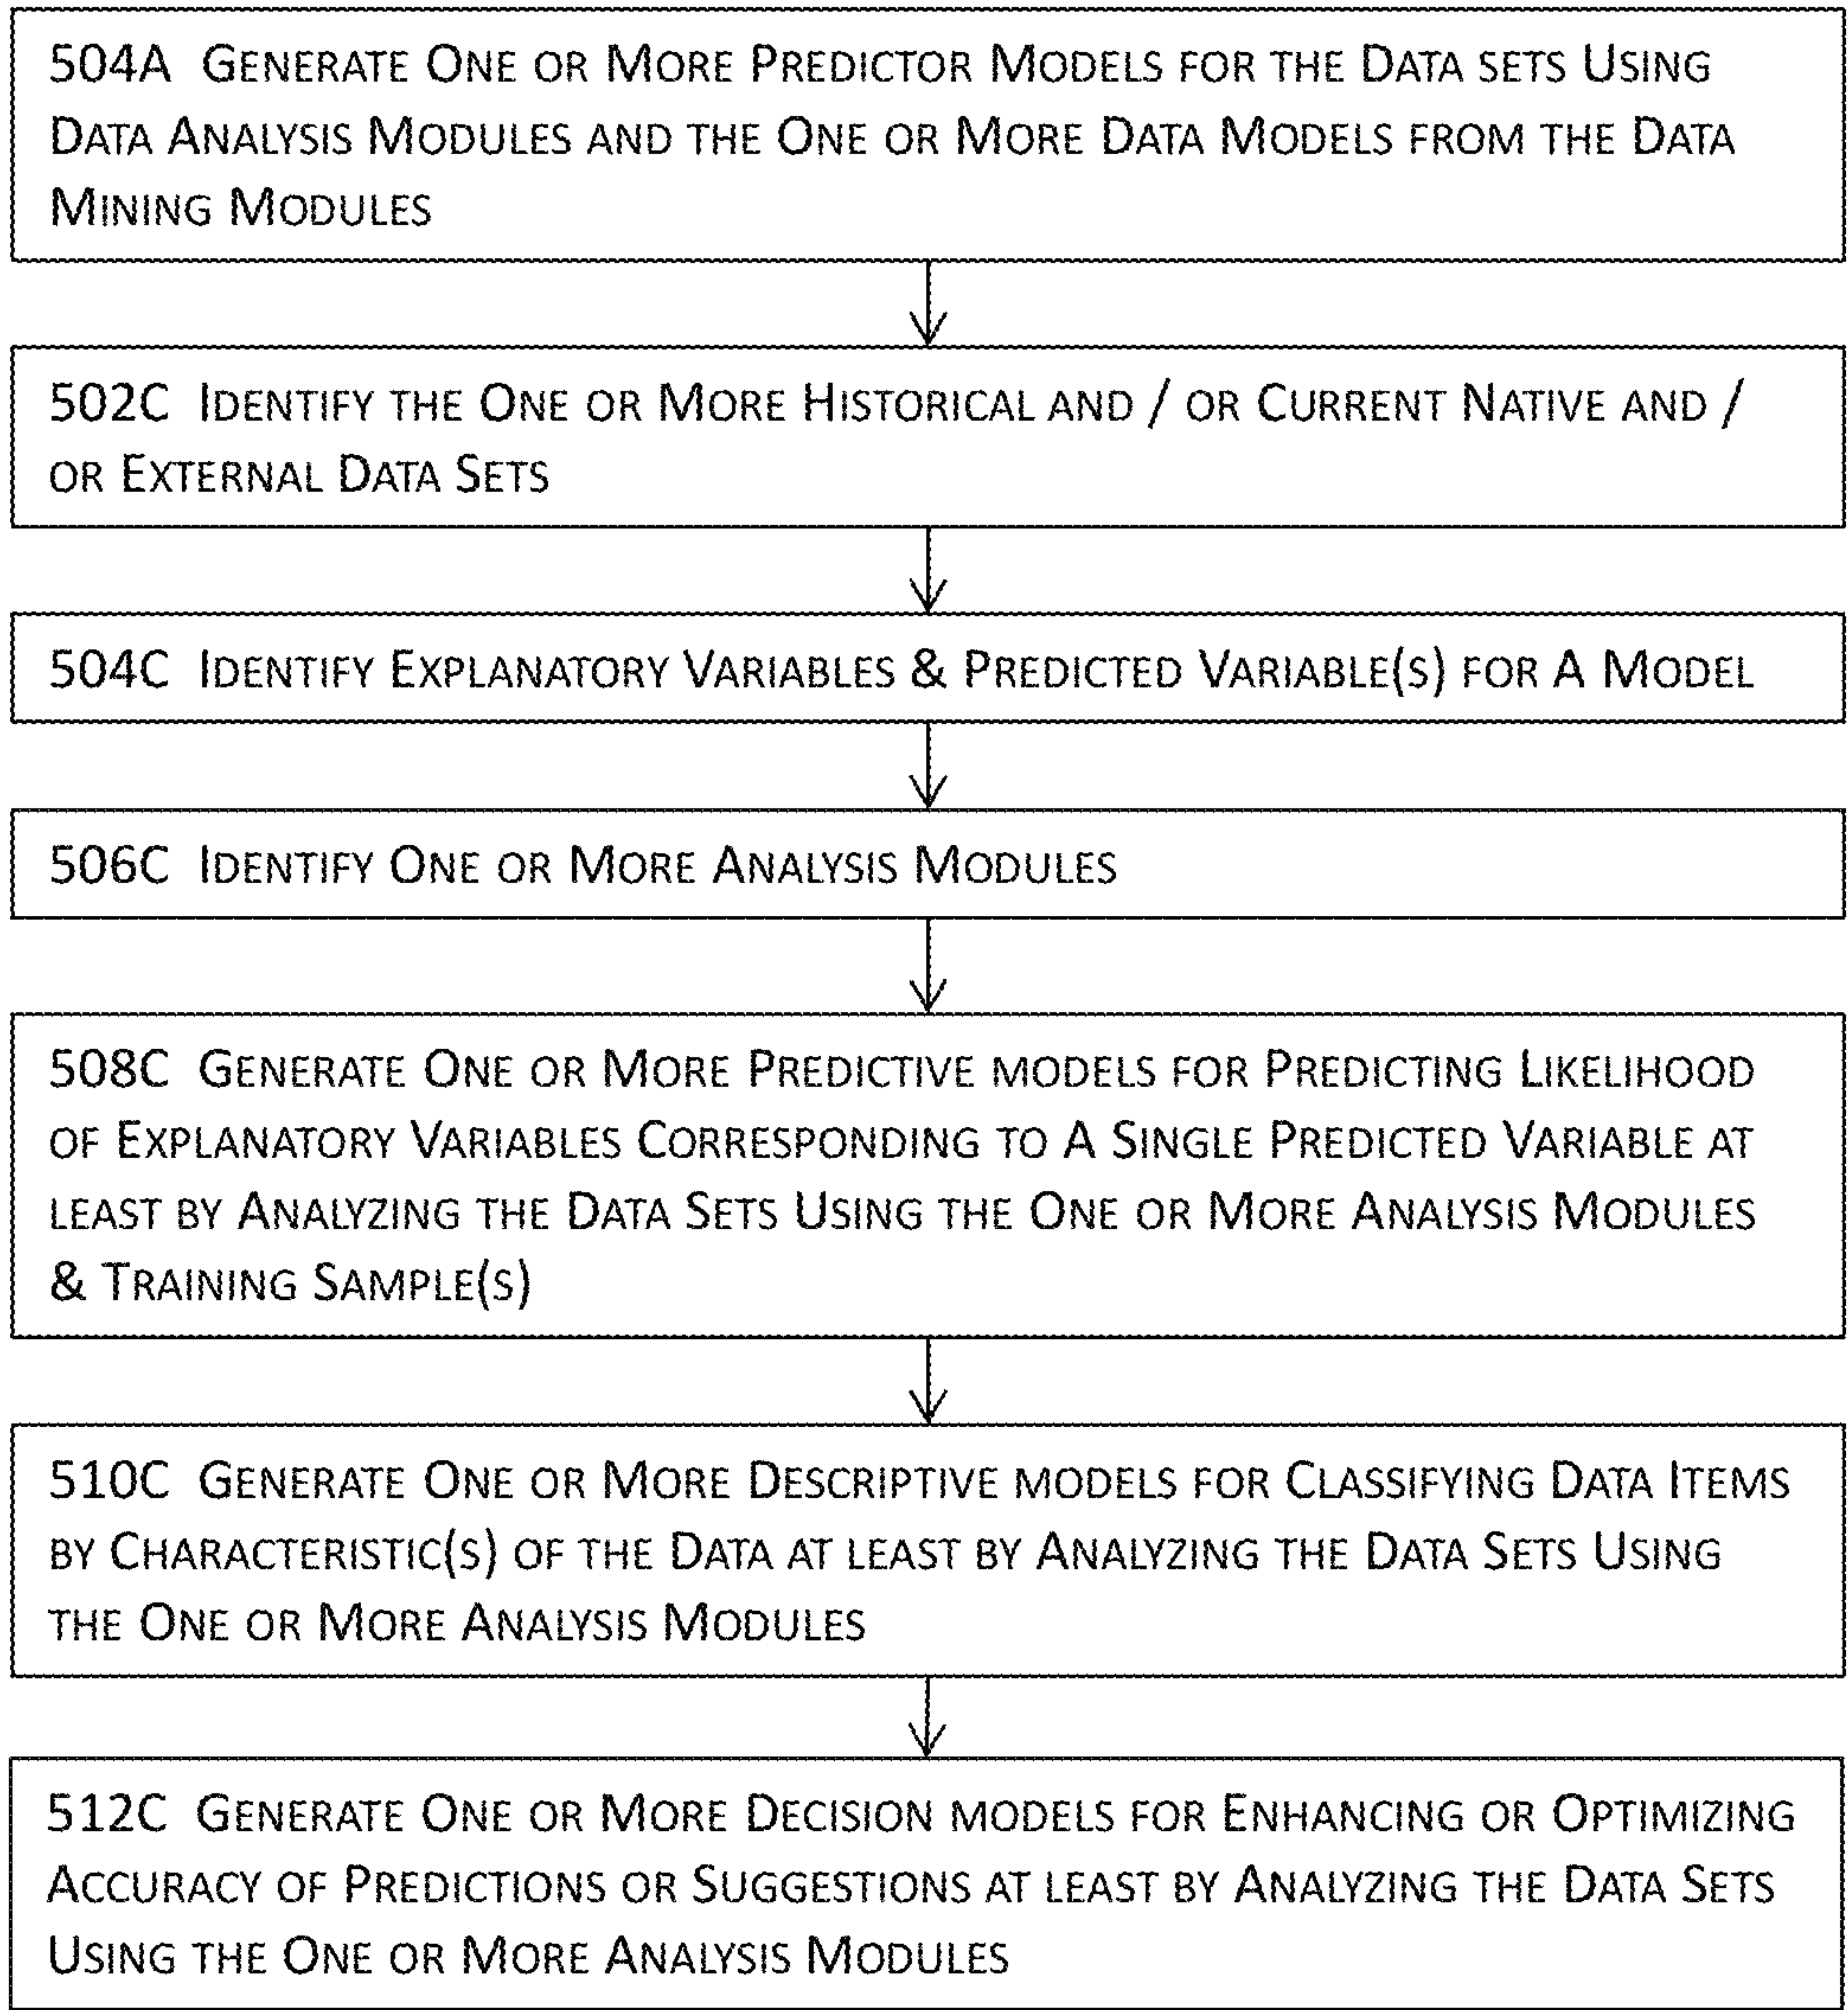 504A Generate One or More Predictor Models for the Data sets Using
Data Analysis Modules and the One or More Data Models from the Data
Mining Modules
502C Identify the One or More Historical and / or Current Native and /
or External Data Sets
504C Identify Explanatory Variables & Predicted Variable(s) for A Model
506C Identify One or More Analysis Modules
508C Generate One or More Predictive models for Predicting Likelihood
of Explanatory Variables Corresponding to A Single Predicted Variable at
least by Analyzing the Data Sets Using the One or More Analysis Modules
& Training Sample(s)
510C Generate One or More Descriptive models for Classifying Data Items
by Characteristic(s) of the Data at least by Analyzing the Data Sets Using
the One or More Analysis Modules
512C Generate One or More Decision models for Enhancing or Optimizing
Accuracy of Predictions or Suggestions at least by Analyzing the Data Sets
Using the One or More Analysis Modules